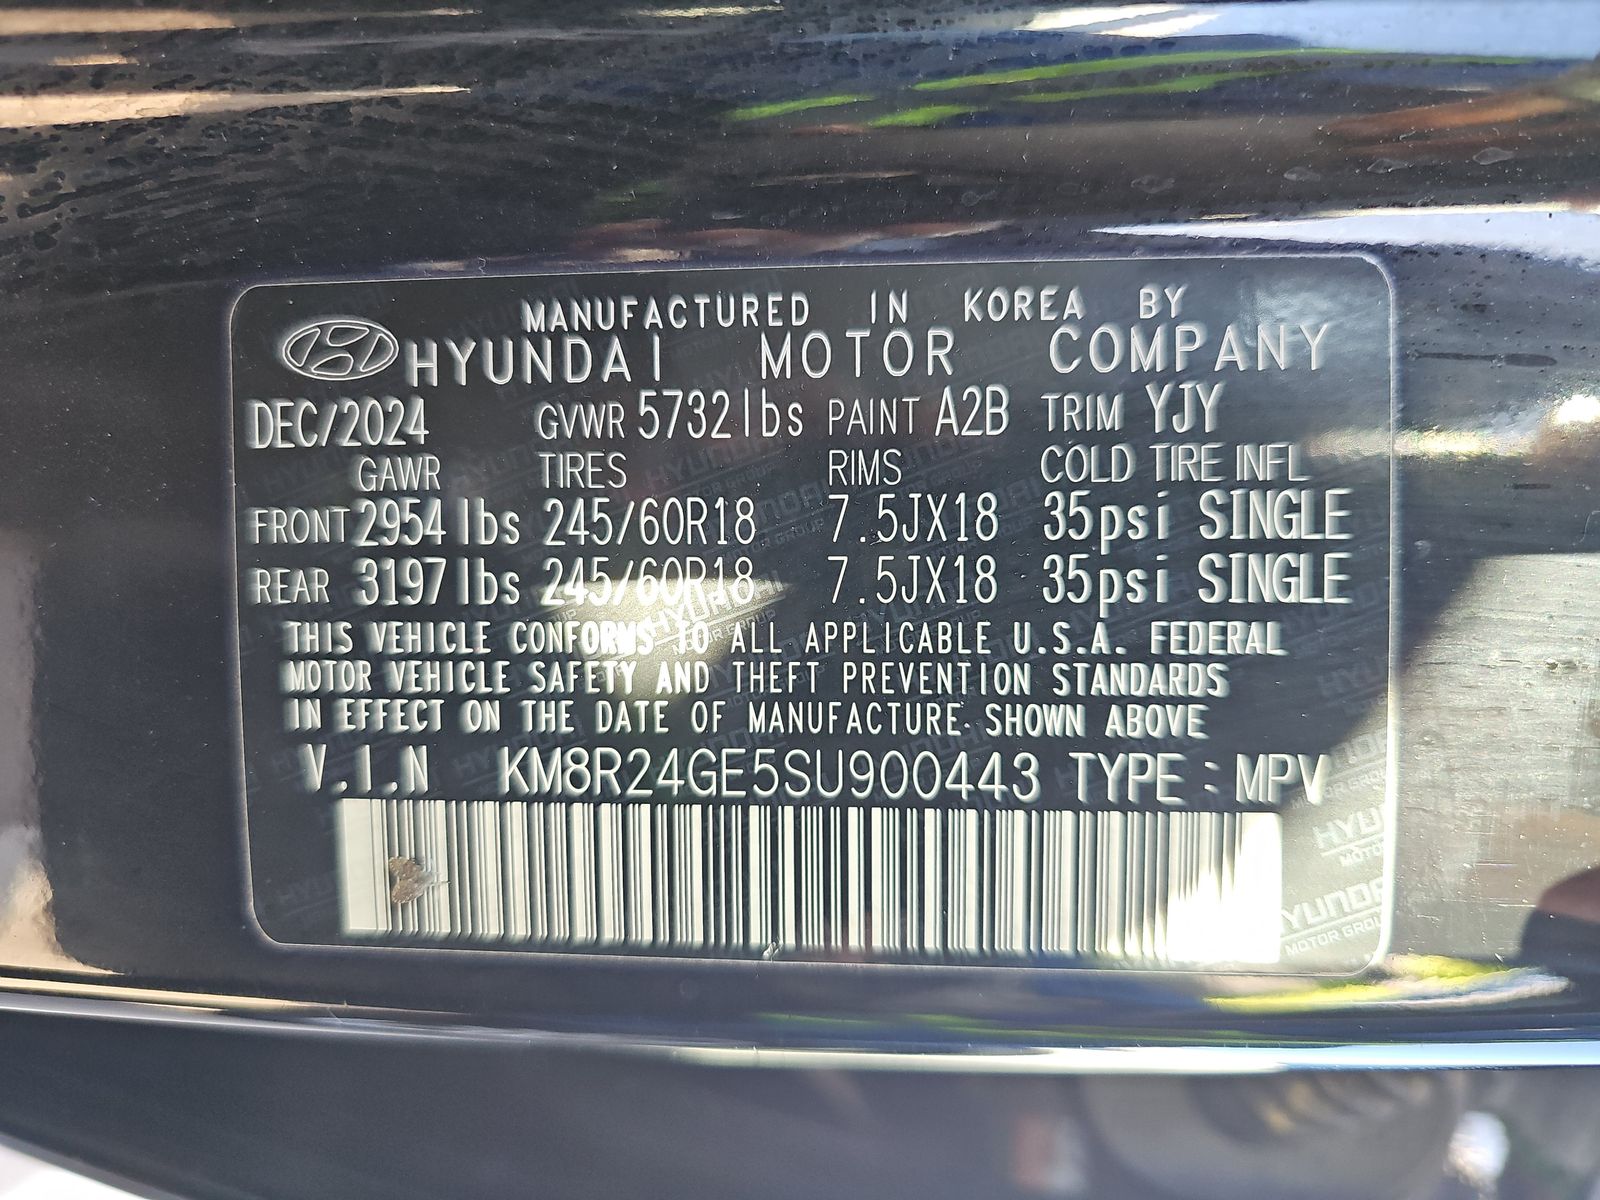 MANUFACTURED IN KOREA BY
HYUNDAI MOTOR COMPANY
DEC/2024 GVWR 5732lbs PAINT A2B TRIM YJY
GAWR TIRES RIMS COLD TIRE INFL
FRONT 2954lbs 245/60R18 7.5JX18 35psi SINGLE
REAR 3197lbs 245/60R18 7.5JX18 35psi SINGLE
THIS VEHICLE CONFORMS TO ALL APPLICABLE U.S.A. FEDERAL
MOTOR VEHICLE SAFETY AND THEFT PREVENTION STANDARDS
IN EFFECT ON THE DATE OF MANUFACTURE SHOWN ABOVE
V.I.N KM8R24GE5SU900443 TYPE : MPV